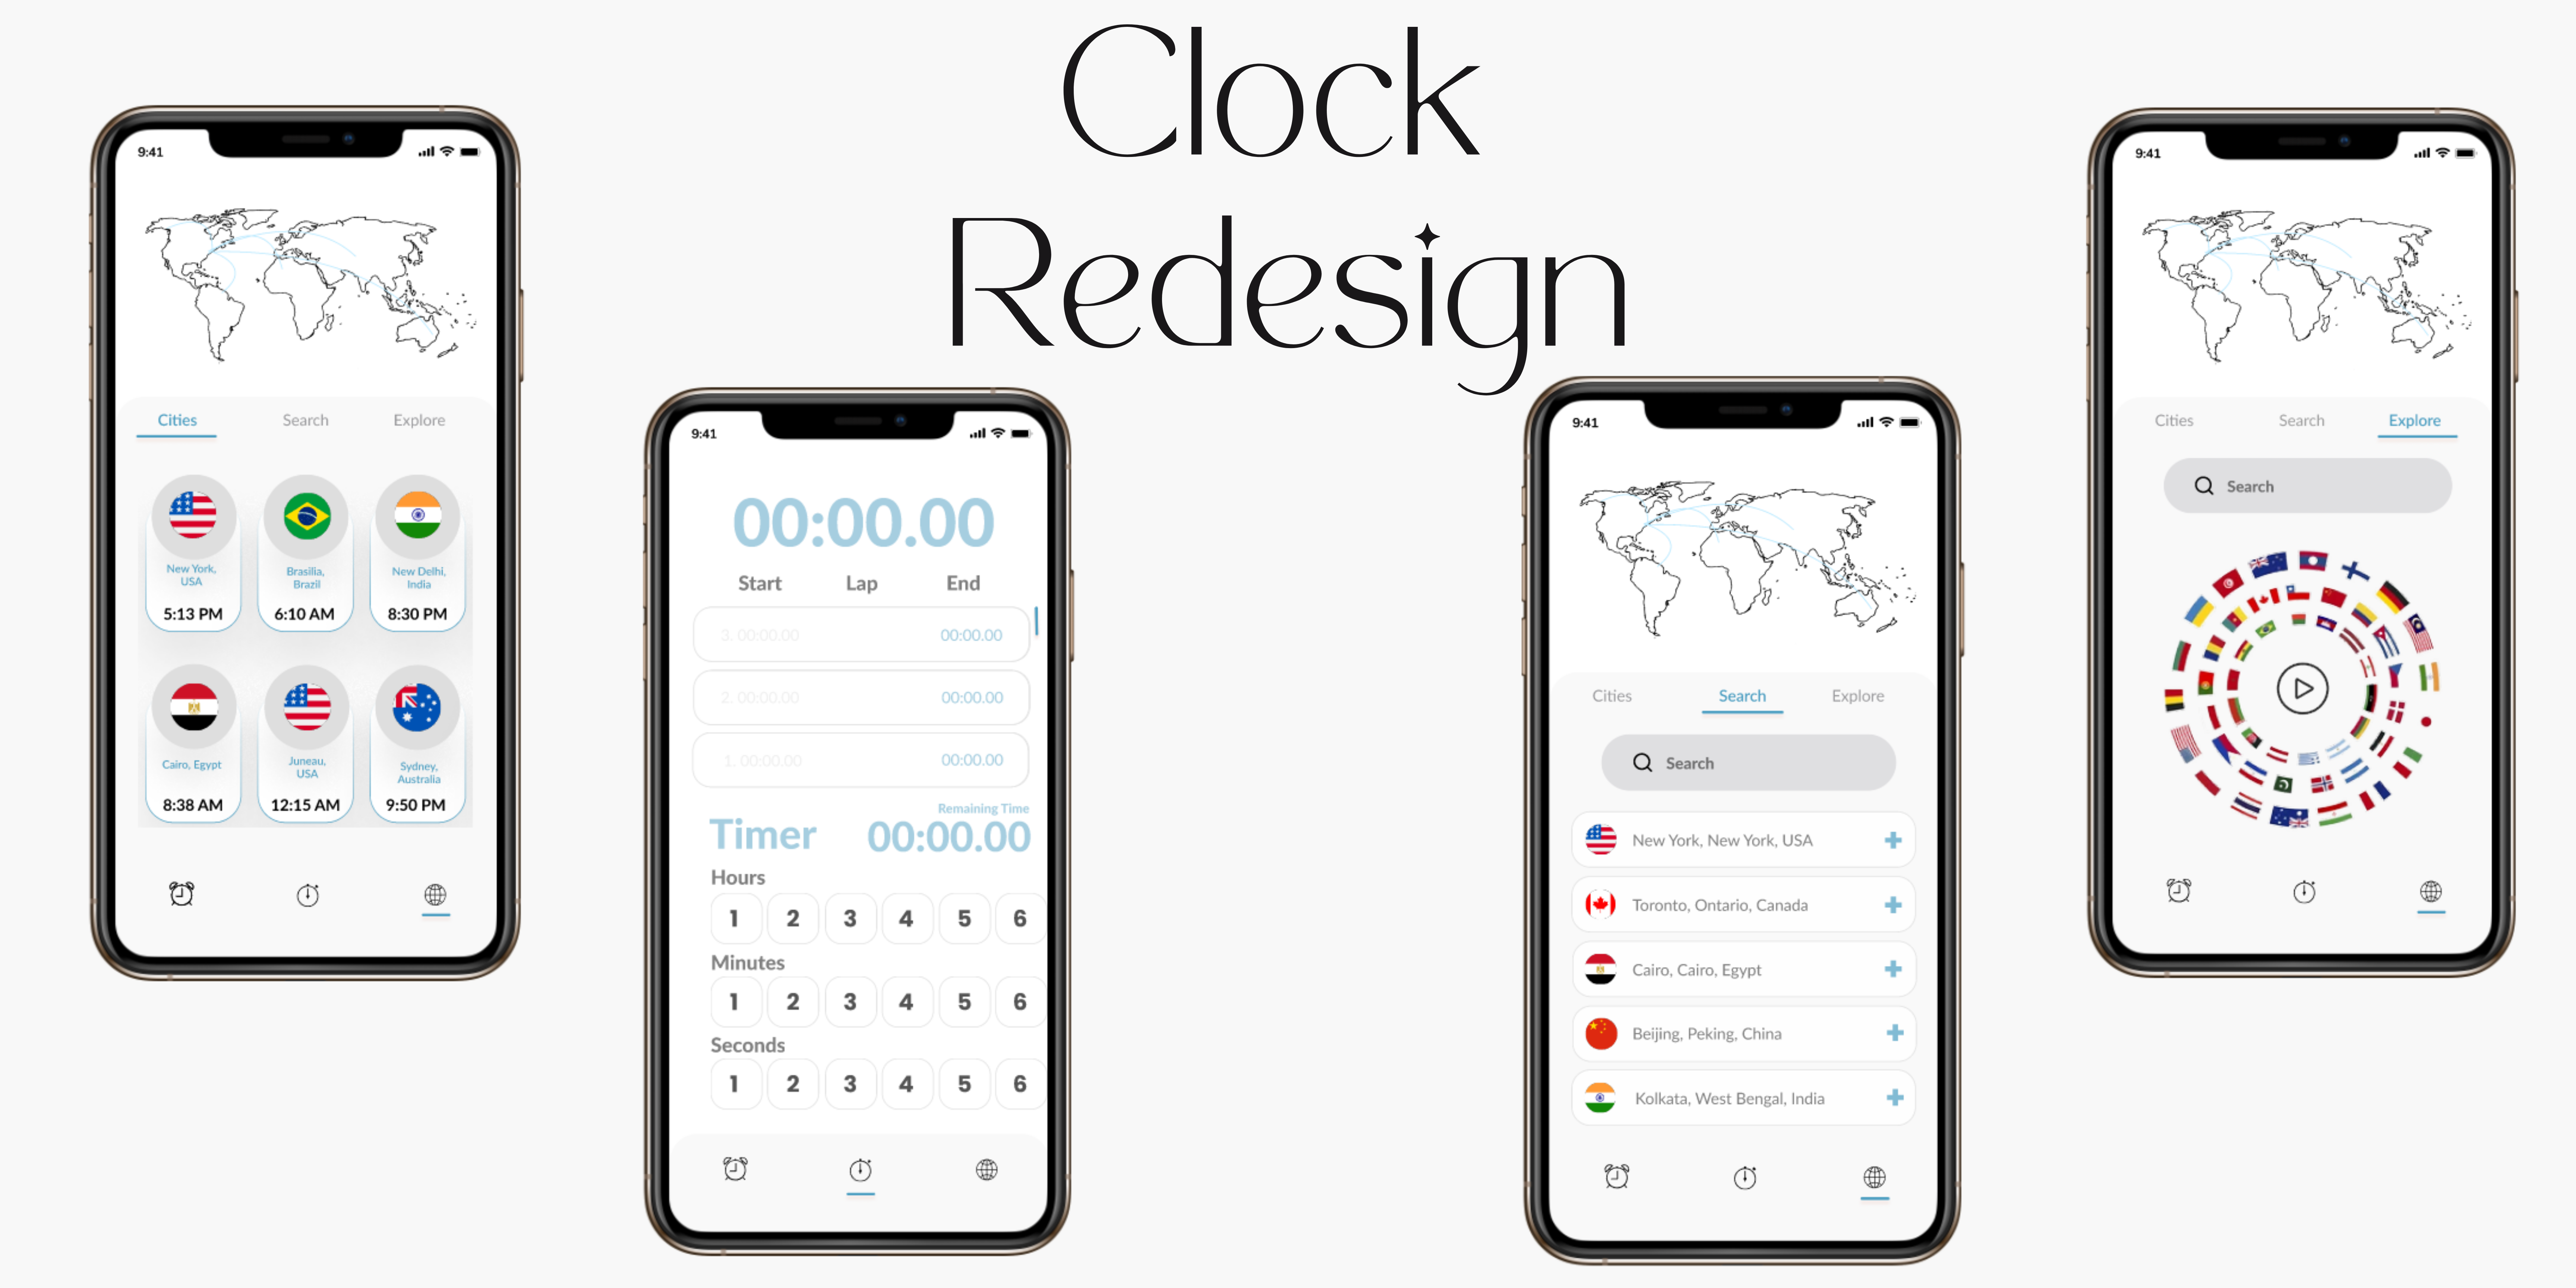 Clock
Redesign
9:41
Cities Search Explore
New York,
USA
5:13 PM
Brasilia,
Brazil
6:10 AM
New Delhi,
India
8:30 PM
Cairo, Egypt
8:38 AM
Juneau,
USA
12:15 AM
Sydney,
Australia
9:50 PM
9:41
00:00.00
Start Lap End
3. 00:00.00 00:00.00
2. 00:00.00 00:00.00
1. 00:00.00 00:00.00
Remaining Time
Timer 00:00.00
Hours
1 2 3 4 5 6
Minutes
1 2 3 4 5 6
Seconds
1 2 3 4 5 6
9:41
Cities Search Explore
Search
New York, New York, USA
Toronto, Ontario, Canada
Cairo, Cairo, Egypt
Beijing, Peking, China
Kolkata, West Bengal, India
9:41
Cities Search Explore
Search